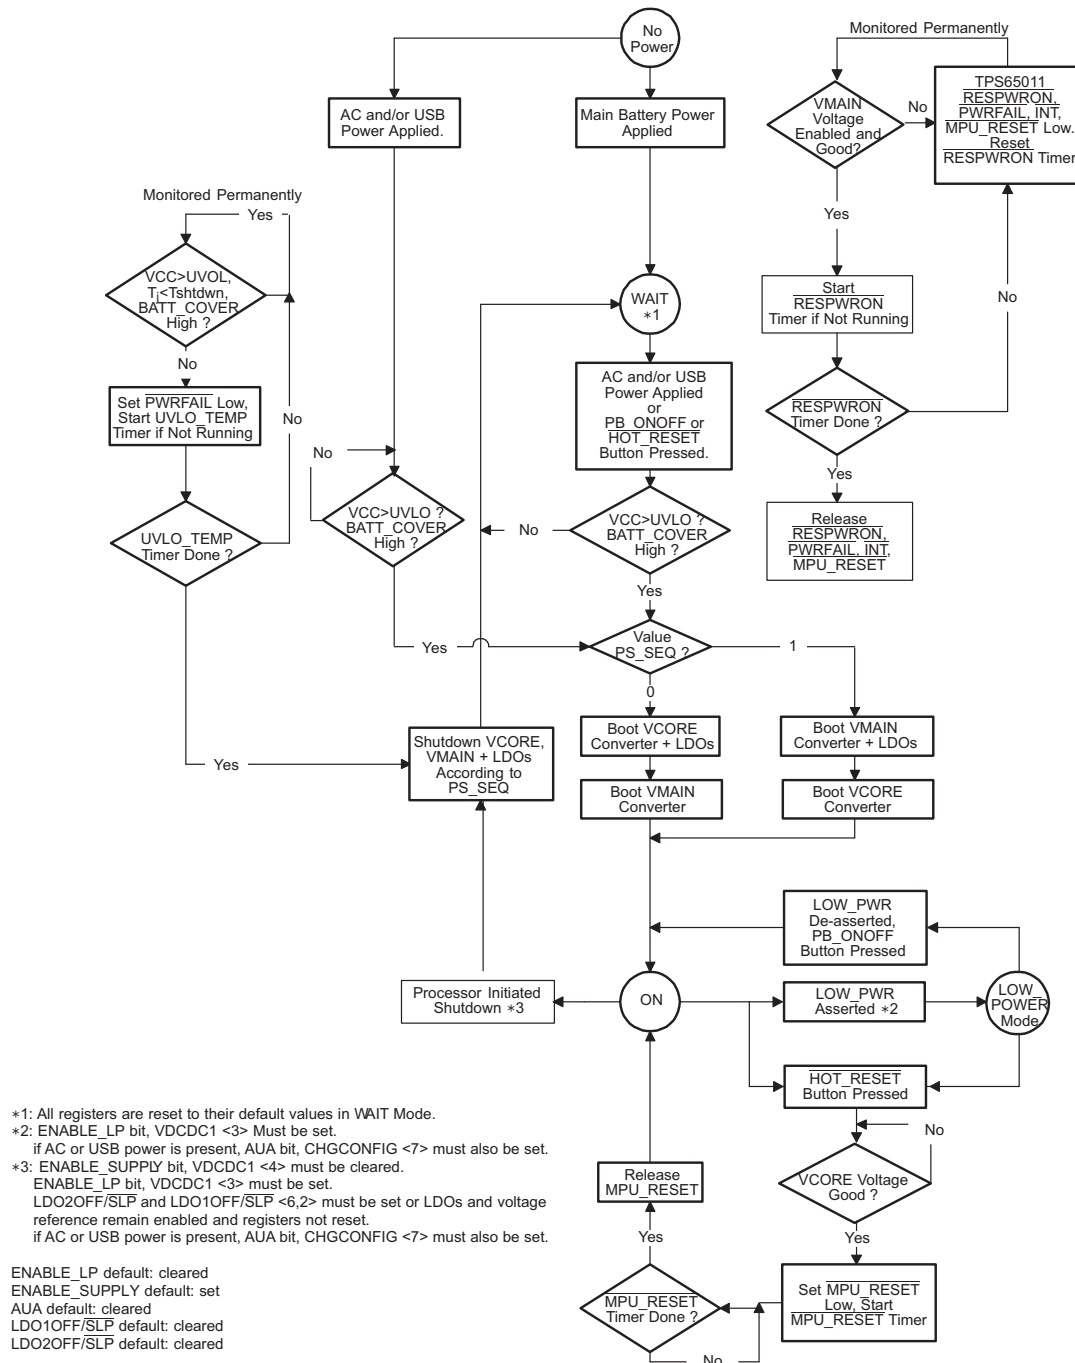 No
Power
Monitored Permanently
AC and/or USB
Power Applied.
Main Battery Power
Applied
VMAIN
Voltage
Enabled and
Good?
No
TPS65011
RESPWRON,
PWRFAIL, INT,
MPU_RESET Low.
Reset
RESPWRON Timer
Monitored Permanently
Yes
VCC>UVOL,
Tj<Tshtdwn,
BATT_COVER
High ?
No
Set PWRFAIL Low,
Start UVLO_TEMP
Timer if Not Running
No
UVLO_TEMP
Timer Done ?
Yes
No
VCC>UVLO ?
BATT_COVER
High ?
Yes
WAIT
*1
AC and/or USB
Power Applied
or
PB_ONOFF or
HOT_RESET
Button Pressed.
No
VCC>UVLO ?
BATT_COVER
High ?
Yes
Yes
Start
RESPWRON
Timer if Not Running
No
RESPWRON
Timer Done ?
Yes
Release
RESPWRON,
PWRFAIL, INT,
MPU_RESET
Value
PS_SEQ ?
1
0
Boot VCORE
Converter + LDOs
Boot VMAIN
Converter + LDOs
Shutdown VCORE,
VMAIN + LDOs
According to
PS_SEQ
Boot VMAIN
Converter
Boot VCORE
Converter
LOW_PWR
De-asserted,
PB_ONOFF
Button Pressed
Processor Initiated
Shutdown *3
ON
LOW_PWR
Asserted *2
LOW_
POWER
Mode
HOT_RESET
Button Pressed
No
VCORE Voltage
Good ?
Yes
Release
MPU_RESET
Yes
MPU_RESET
Timer Done ?
Set MPU_RESET
Low, Start
MPU_RESET Timer
No
*1: All registers are reset to their default values in WAIT Mode.
*2: ENABLE_LP bit, VDCDC1 <3> Must be set.
if AC or USB power is present, AUA bit, CHGCONFIG <7> must also be set.
*3: ENABLE_SUPPLY bit, VDCDC1 <4> must be cleared.
ENABLE_LP bit, VDCDC1 <3> must be set.
LDO2OFF/SLP and LDO1OFF/SLP <6,2> must be set or LDOs and voltage
reference remain enabled and registers not reset.
if AC or USB power is present, AUA bit, CHGCONFIG <7> must also be set.
ENABLE_LP default: cleared
ENABLE_SUPPLY default: set
AUA default: cleared
LDO1OFF/SLP default: cleared
LDO2OFF/SLP default: cleared